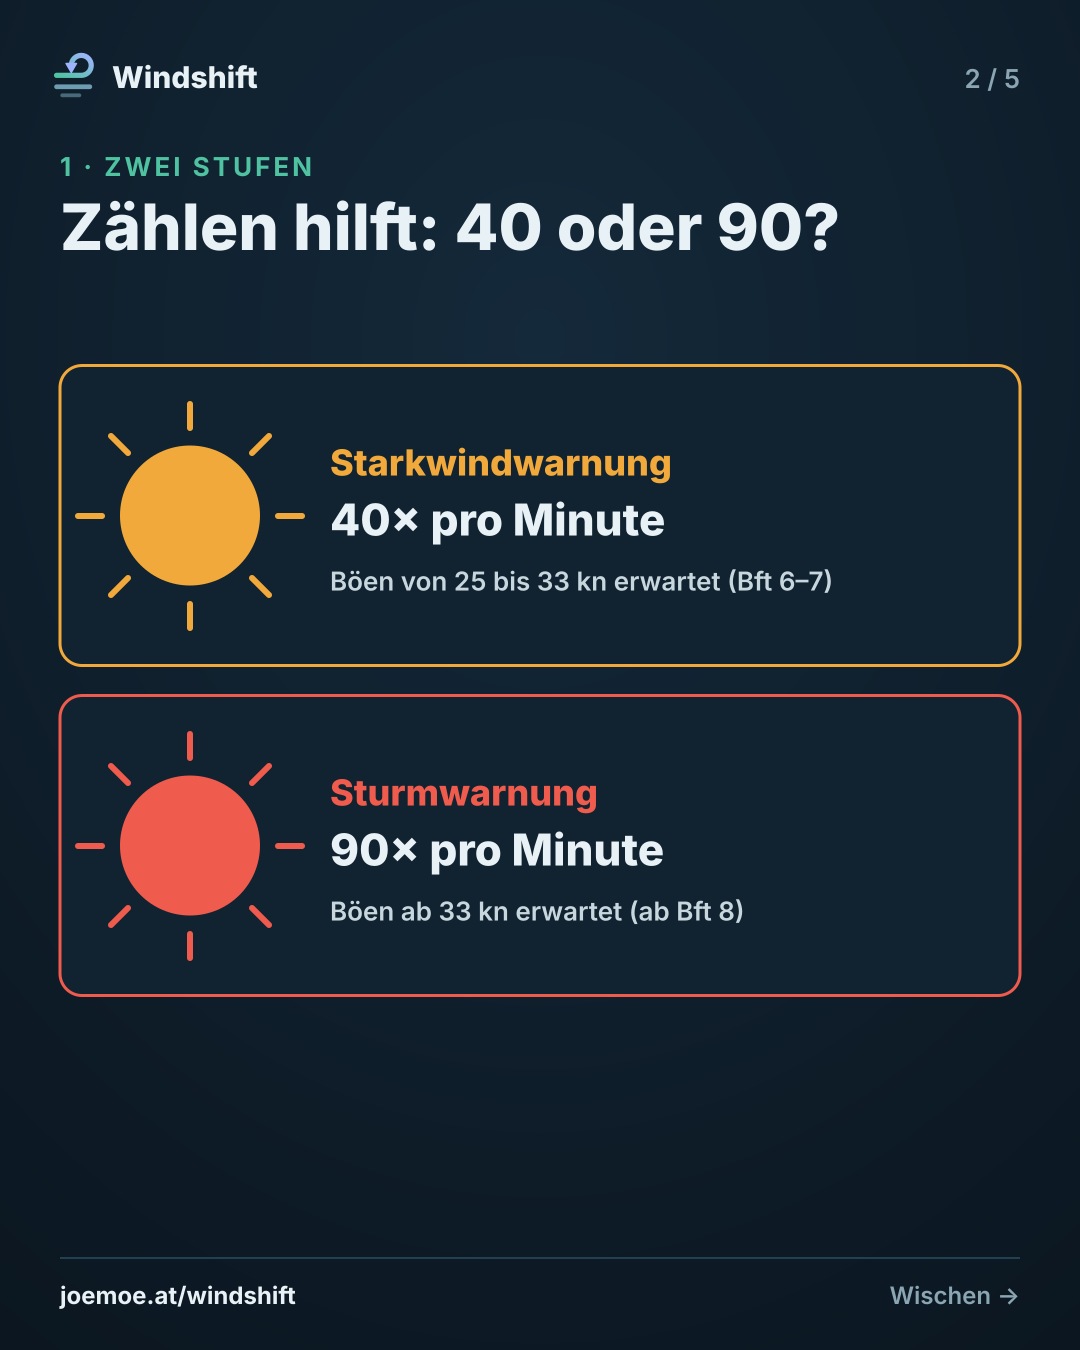 Windshift
2 / 5
1 · ZWEI STUFEN
Zählen hilft: 40 oder 90?
Starkwindwarnung
40× pro Minute
Böen von 25 bis 33 kn erwartet (Bft 6–7)
Sturmwarnung
90× pro Minute
Böen ab 33 kn erwartet (ab Bft 8)
joemoe.at/windshift
Wischen →